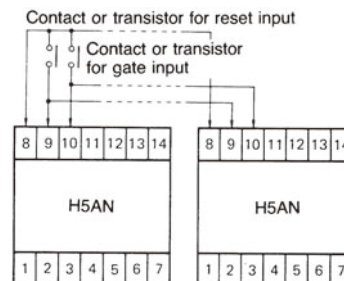 Contact or transistor for reset input
Contact or transistor
for gate input
8 9 10 11 12 13 14
8 9 10 11 12 13 14
H5AN
H5AN
1 2 3 4 5 6 7
1 2 3 4 5 6 7